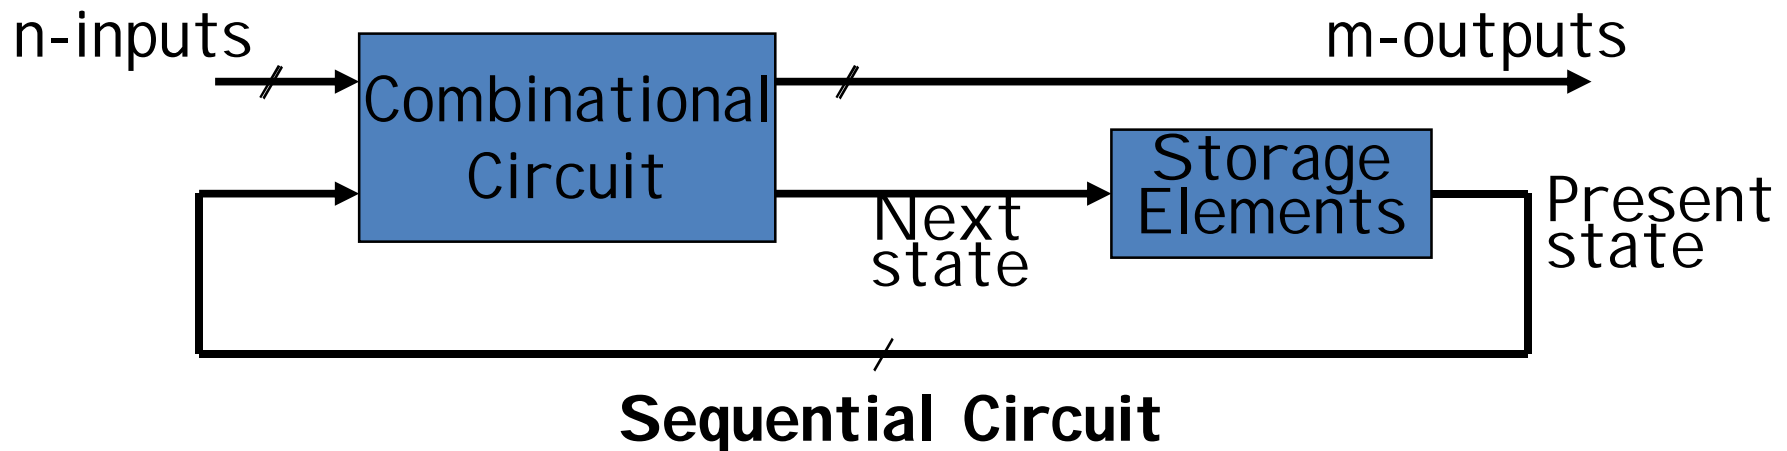 n-inputs
m-outputs
Combinational
Circuit
Storage
Elements
Next
state
Present
state
Sequential Circuit